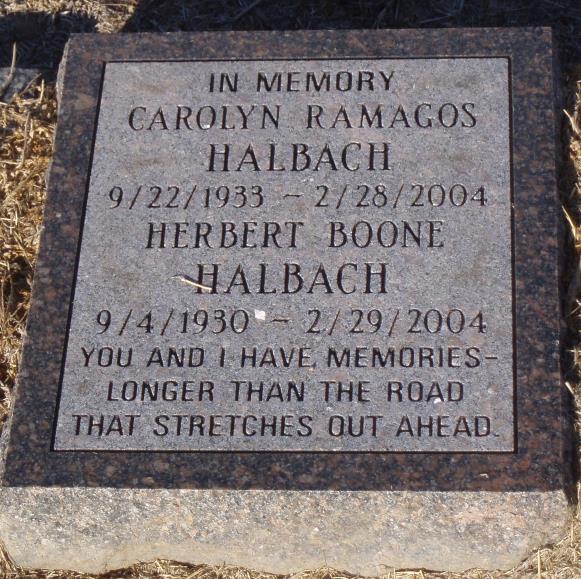 IN MEMORY
CAROLYN RAMAGOS
HALBACH
9/22/1933 – 2/28/2004
HERBERT BOONE
HALBACH
9/4/1930 – 2/29/2004
YOU AND I HAVE MEMORIES–
LONGER THAN THE ROAD
THAT STRETCHES OUT AHEAD.